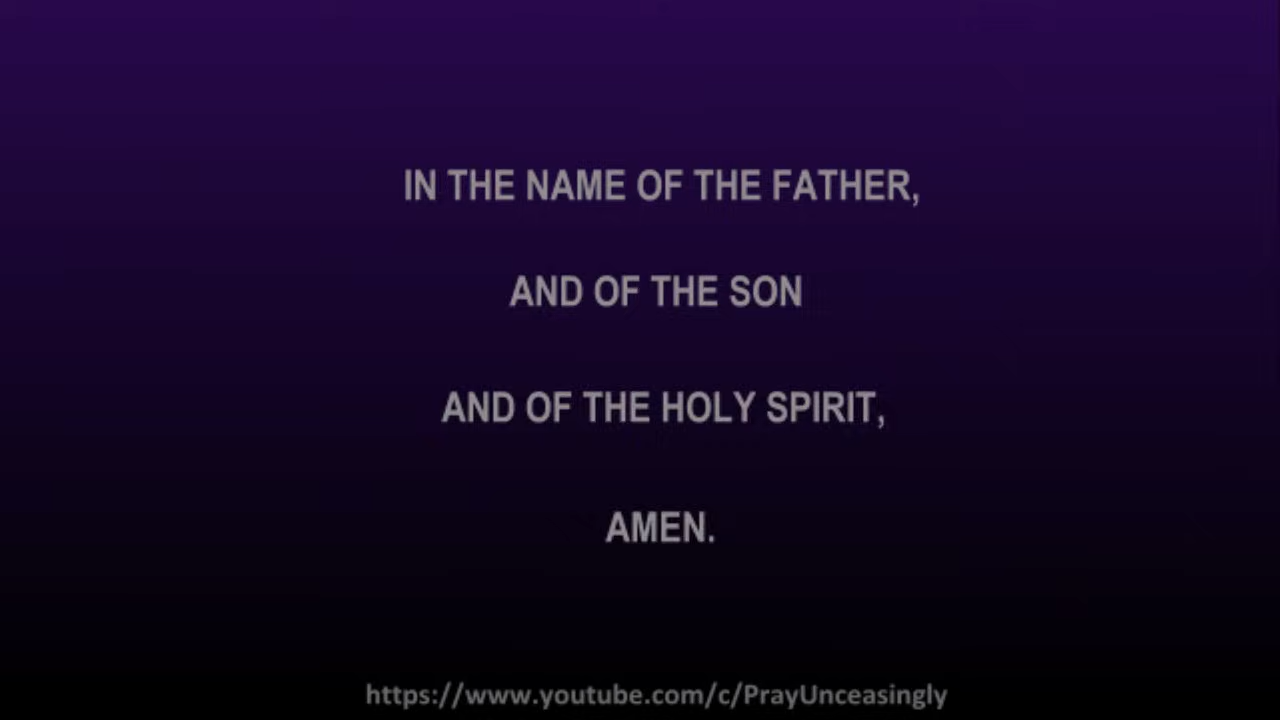 IN THE NAME OF THE FATHER,
AND OF THE SON
AND OF THE HOLY SPIRIT,
AMEN.
https://www.youtube.com/c/PrayUnceasingly